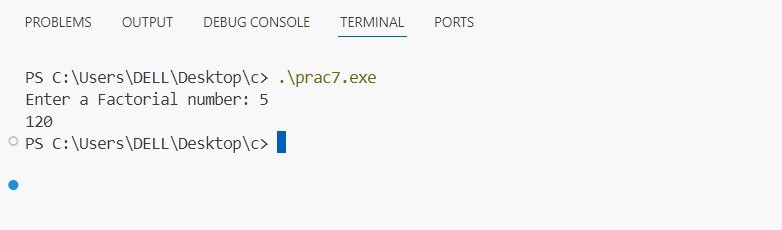 PROBLEMS OUTPUT DEBUG CONSOLE TERMINAL PORTS
PS C:\Users\DELL\Desktop\c> .\prac7.exe
Enter a Factorial number: 5
120
PS C:\Users\DELL\Desktop\c>